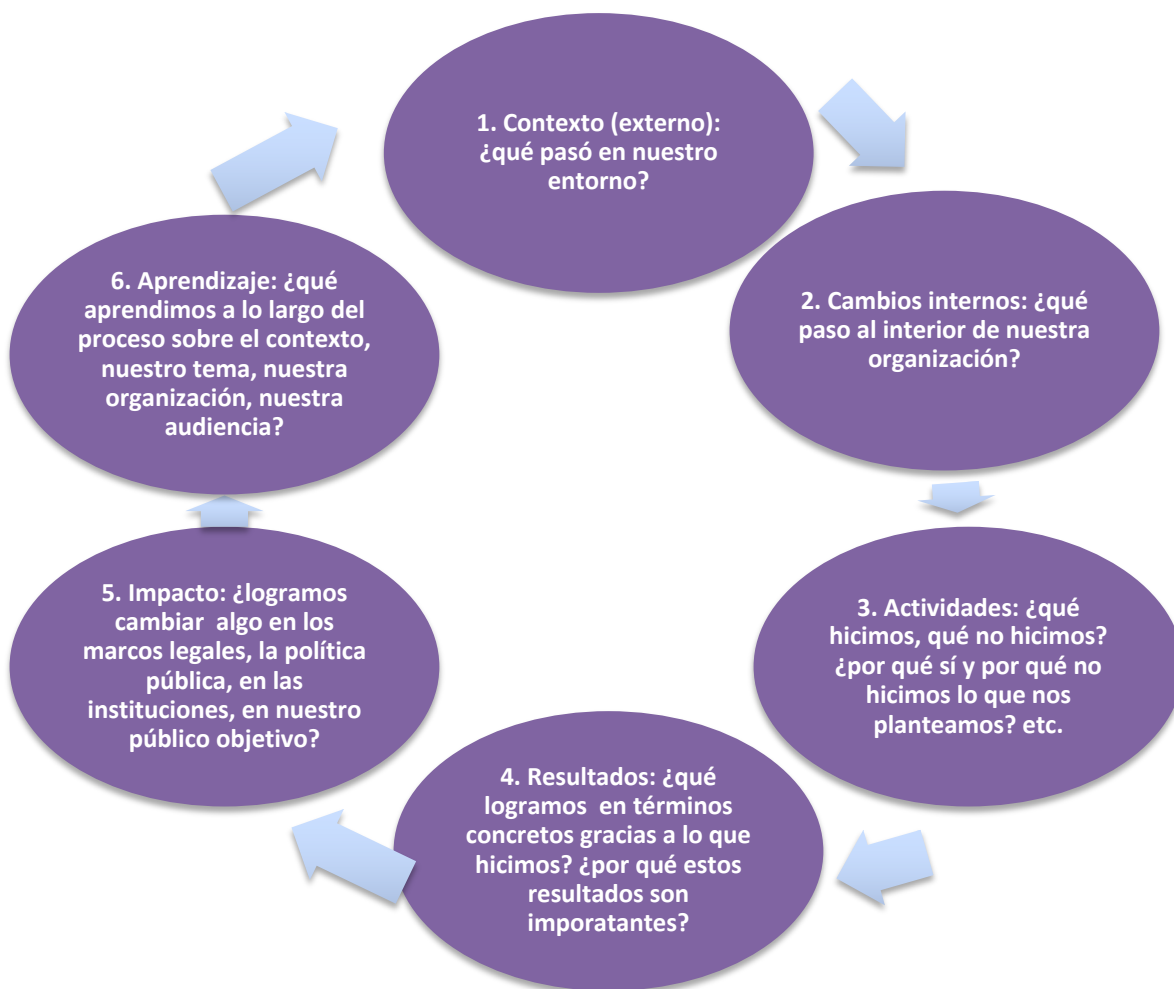 1. Contexto (externo):
¿qué pasó en nuestro
entorno?
2. Cambios internos: ¿qué
paso al interior de nuestra
organización?
3. Actividades: ¿qué
hicimos, qué no hicimos?
¿por qué sí y por qué no
hicimos lo que nos
planteamos? etc.
4. Resultados: ¿qué
logramos  en términos
concretos gracias a lo que
hicimos? ¿por qué estos
resultados son
imporatantes?
5. Impacto: ¿logramos
cambiar  algo en los
marcos legales, la política
pública, en las
instituciones, en nuestro
público objetivo?
6. Aprendizaje: ¿qué
aprendimos a lo largo del
proceso sobre el contexto,
nuestro tema, nuestra
organización, nuestra
audiencia?